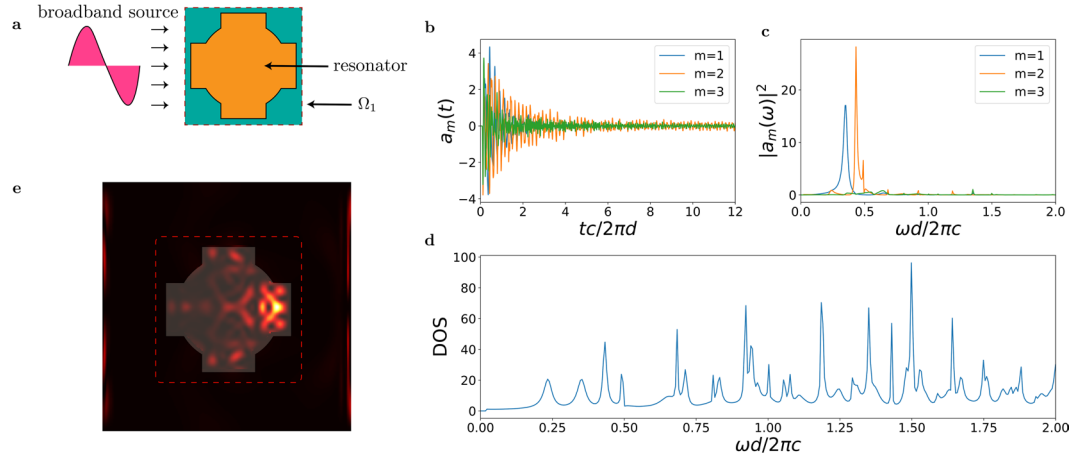 a
broadband source
resonator
Ω₁
b
a_m(t)
4
2
0
−2
−4
0 2 4 6 8 10 12
tc/2πd
m=1
m=2
m=3
c
|a_m(ω)|²
20
10
0
0.0 0.5 1.0 1.5 2.0
ωd/2πc
m=1
m=2
m=3
e
d
DOS
100
80
60
40
20
0
0.00 0.25 0.50 0.75 1.00 1.25 1.50 1.75 2.00
ωd/2πc